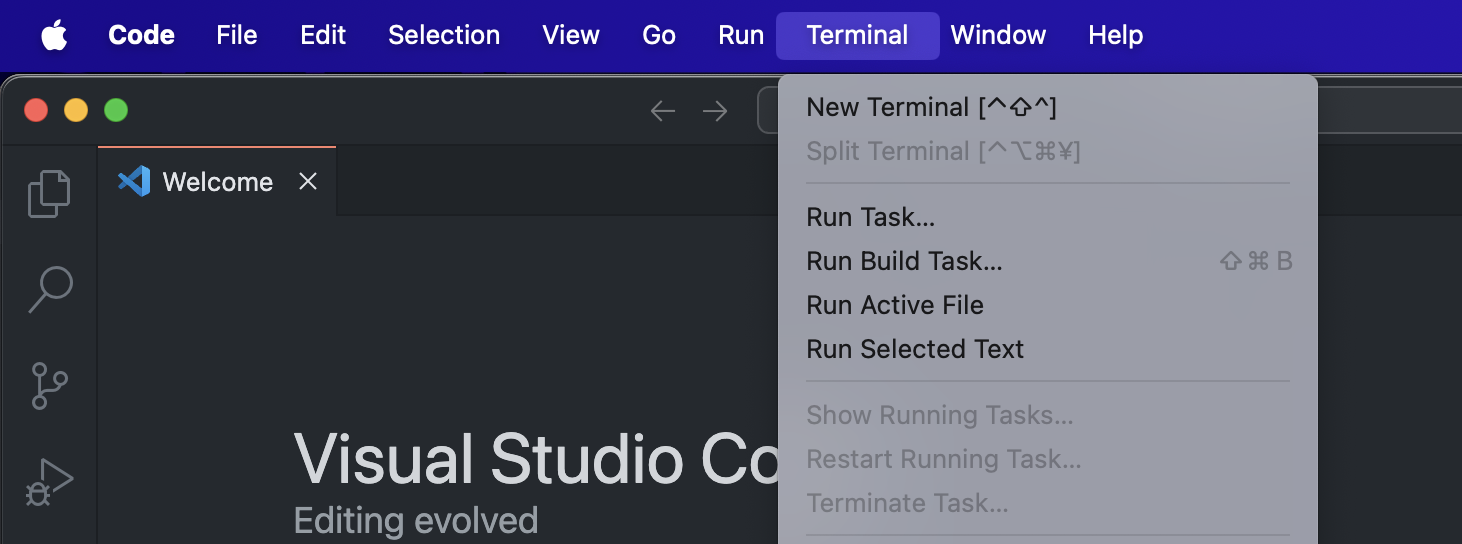 Code File Edit Selection View Go Run Terminal Window Help
New Terminal [^⇧^]
Split Terminal [^⌥⌘¥]
Run Task...
Run Build Task... ⇧⌘B
Run Active File
Run Selected Text
Show Running Tasks...
Restart Running Task...
Terminate Task...
Welcome
Visual Studio Co
Editing evolved